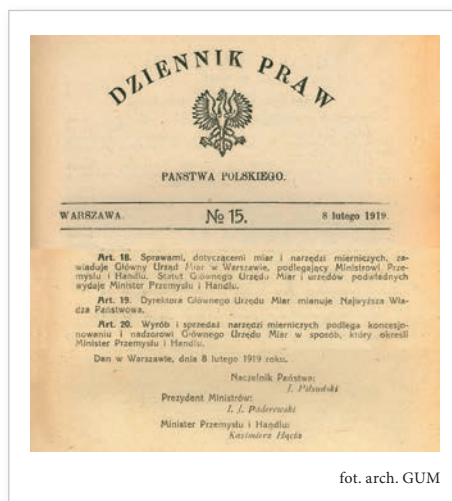 DZIENNIK PRAW
PAŃSTWA POLSKIEGO.
WARSZAWA.
№ 15.
8 lutego 1919.
Art. 18. Sprawami, dotyczącemi miar i narzędzi mierniczych, za-
wiaduje Główny Urząd Miar w Warszawie, podlegający Ministrowi Prze-
mysłu i Handlu. Statut Głównego Urzędu Miar i urzędów podwładnych
wydaje Minister Przemysłu i Handlu.
Art. 19. Dyrektora Głównego Urzędu Miar mianuje Najwyższa Wła-
dza Państwowa.
Art. 20. Wyrób i sprzedaż narzędzi mierniczych podlega koncesjo-
nowaniu i nadzorowi Głównego Urzędu Miar w sposób, który określi
Minister Przemysłu i Handlu.
Dan w Warszawie, dnia 8 lutego 1919 roku.
Naczelnik Państwa:
J. Piłsudski
Prezydent Ministrów:
I. J. Paderewski
Minister Przemysłu i Handlu:
Kazimierz Hącia
fot. arch. GUM